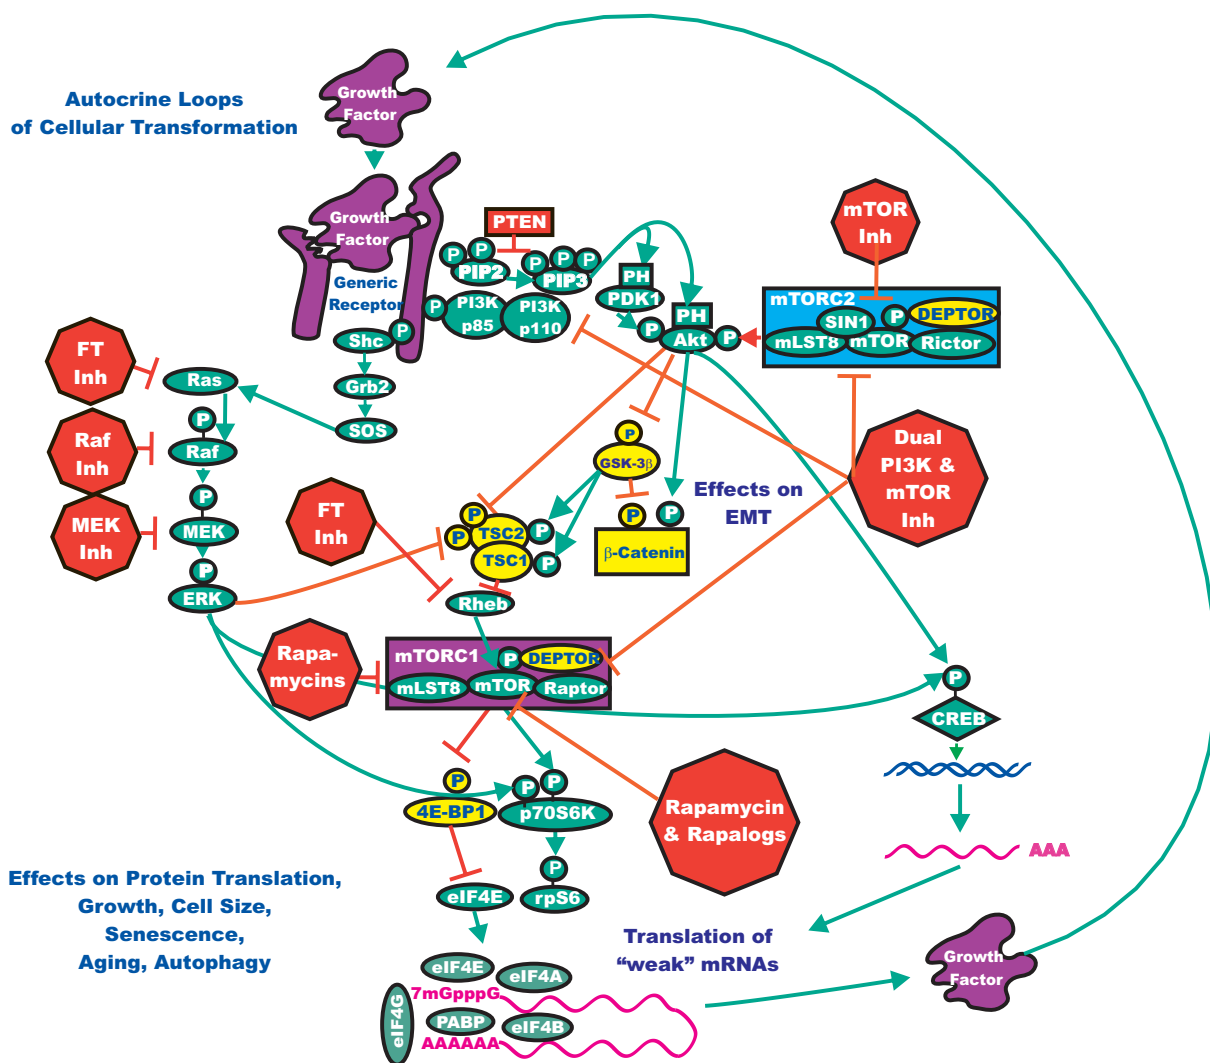 Growth
Factor
Autocrine Loops
of Cellular Transformation
Growth
Factor
Generic
Receptor
PTEN
P
P
PIP2
P
P
P
PIP3
P
PI3K
p85
PI3K
p110
PH
PDK1
PH
P
Akt
P
mTOR
Inh
mTORC2
SIN1
P
DEPTOR
mLST8
mTOR
Rictor
P
Shc
Grb2
SOS
FT
Inh
Ras
Raf
Inh
P
Raf
MEK
Inh
P
MEK
P
ERK
FT
Inh
P
GSK-3β
Dual
PI3K &
mTOR
Inh
Effects on
EMT
P
P
β-Catenin
P
P
TSC2
P
TSC1
P
Rheb
Rapa-
mycins
mTORC1
P
DEPTOR
mLST8
mTOR
Raptor
P
CREB
P
4E-BP1
P
P
p70S6K
Rapamycin
& Rapalogs
P
rpS6
eIF4E
AAA
Effects on Protein Translation,
Growth, Cell Size,
Senescence,
Aging, Autophagy
Translation of
“weak” mRNAs
Growth
Factor
eIF4E
eIF4A
7mGpppG
eIF4G
PABP
eIF4B
AAAAAA